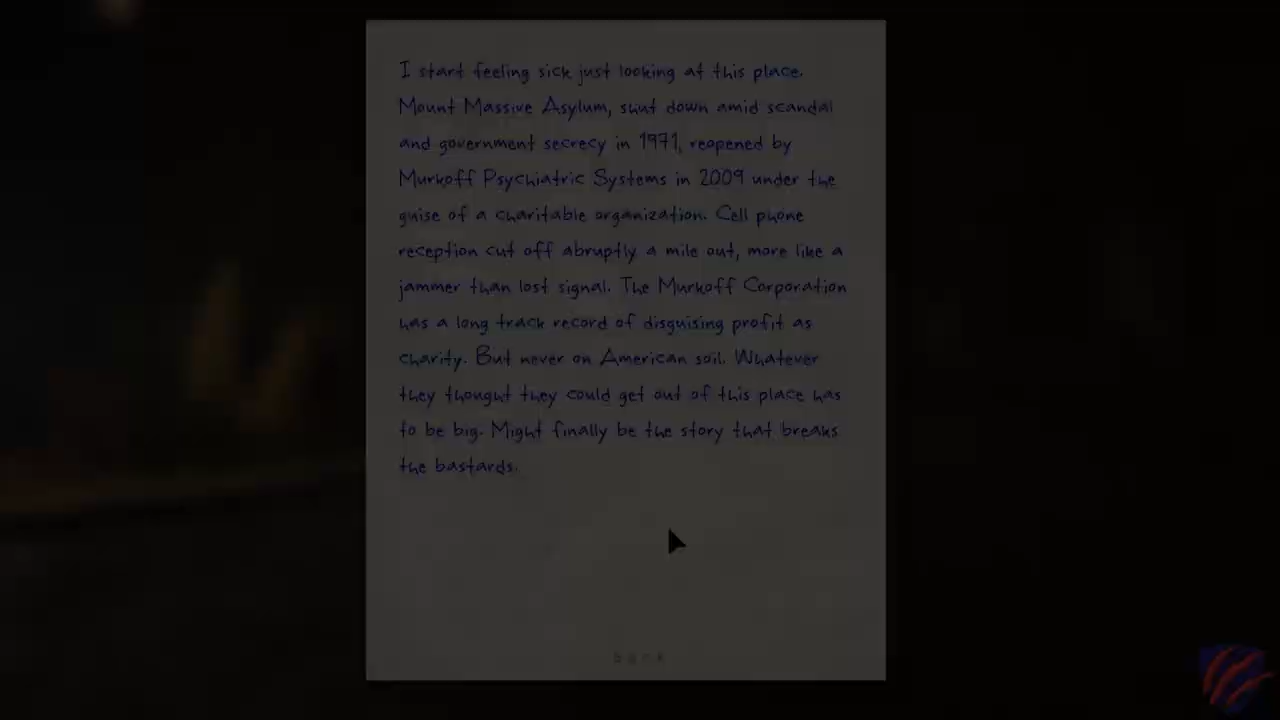 I start feeling sick just looking at this place.
Mount Massive Asylum, shut down amid scandal
and government secrecy in 1971, reopened by
Murkoff Psychiatric Systems in 2009 under the
guise of a charitable organization. Cell phone
reception cut off abruptly a mile out, more like a
jammer than lost signal. The Murkoff Corporation
has a long track record of disguising profit as
charity. But never on American soil. Whatever
they thought they could get out of this place has
to be big. Might finally be the story that breaks
the bastards.
back